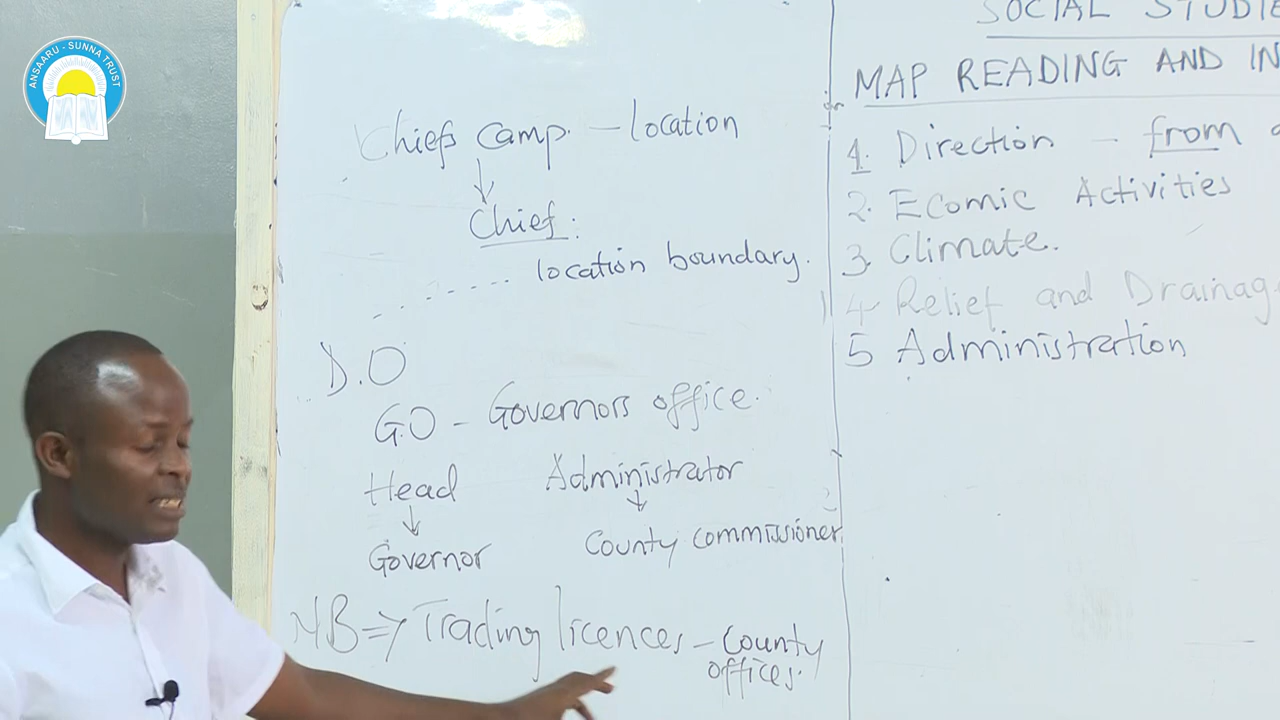 ANSAARU - SUNNA TRUST
Chiefs Camp. - location
Chief.
location boundary.
D.O
G.O - Governors office.
Head Administrator
Governor County commissioner
NB => Trading licences - County
offices.
SOCIAL STUDIE
MAP READING AND IN
1. Direction - from
2. Ecomic Activities
3. Climate.
4. Relief and Drainag
5 Administration